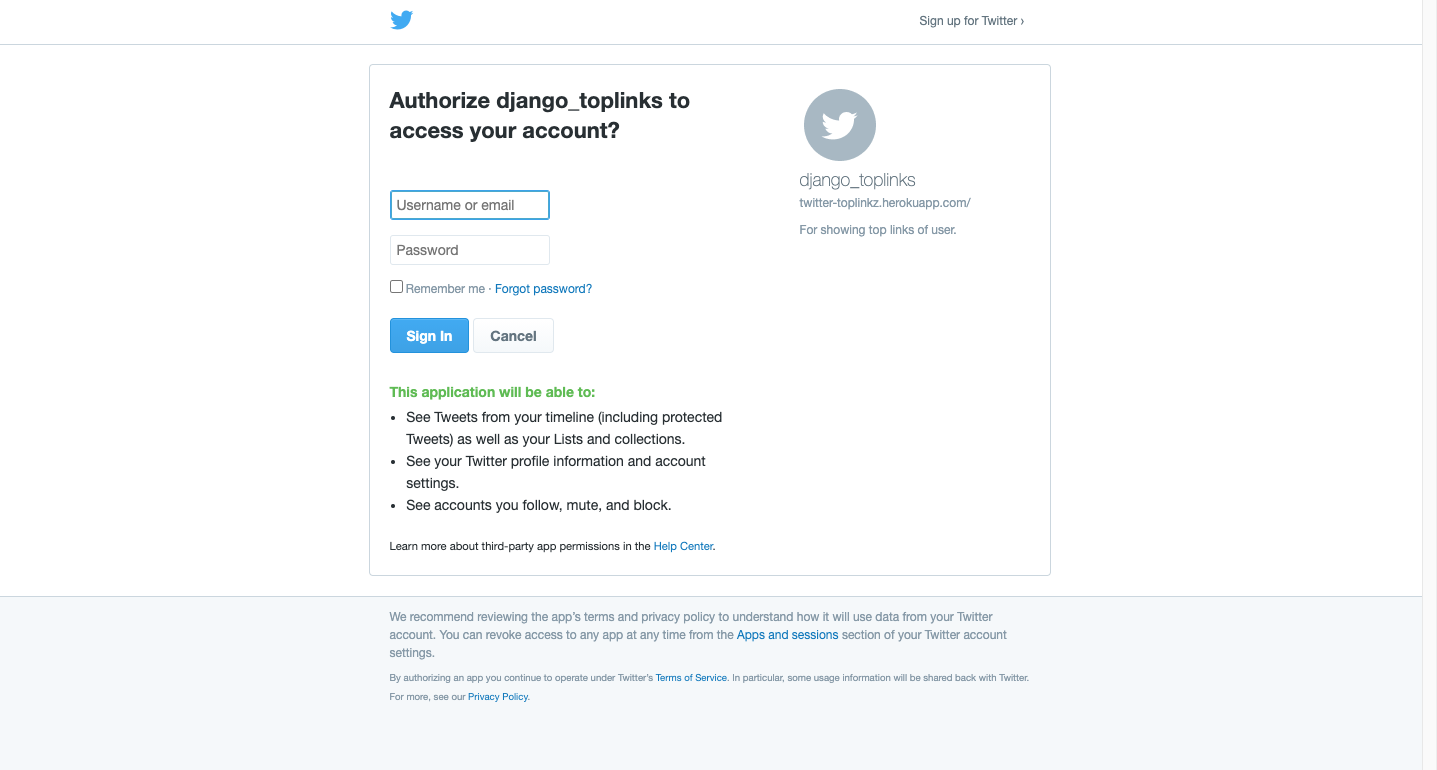 Sign up for Twitter ›
Authorize django_toplinks to
access your account?
Username or email
Password
Remember me · Forgot password?
Sign In
Cancel
This application will be able to:
• See Tweets from your timeline (including protected
Tweets) as well as your Lists and collections.
• See your Twitter profile information and account
settings.
• See accounts you follow, mute, and block.
Learn more about third-party app permissions in the Help Center.
django_toplinks
twitter-toplinkz.herokuapp.com/
For showing top links of user.
We recommend reviewing the app's terms and privacy policy to understand how it will use data from your Twitter
account. You can revoke access to any app at any time from the Apps and sessions section of your Twitter account
settings.
By authorizing an app you continue to operate under Twitter's Terms of Service. In particular, some usage information will be shared back with Twitter.
For more, see our Privacy Policy.